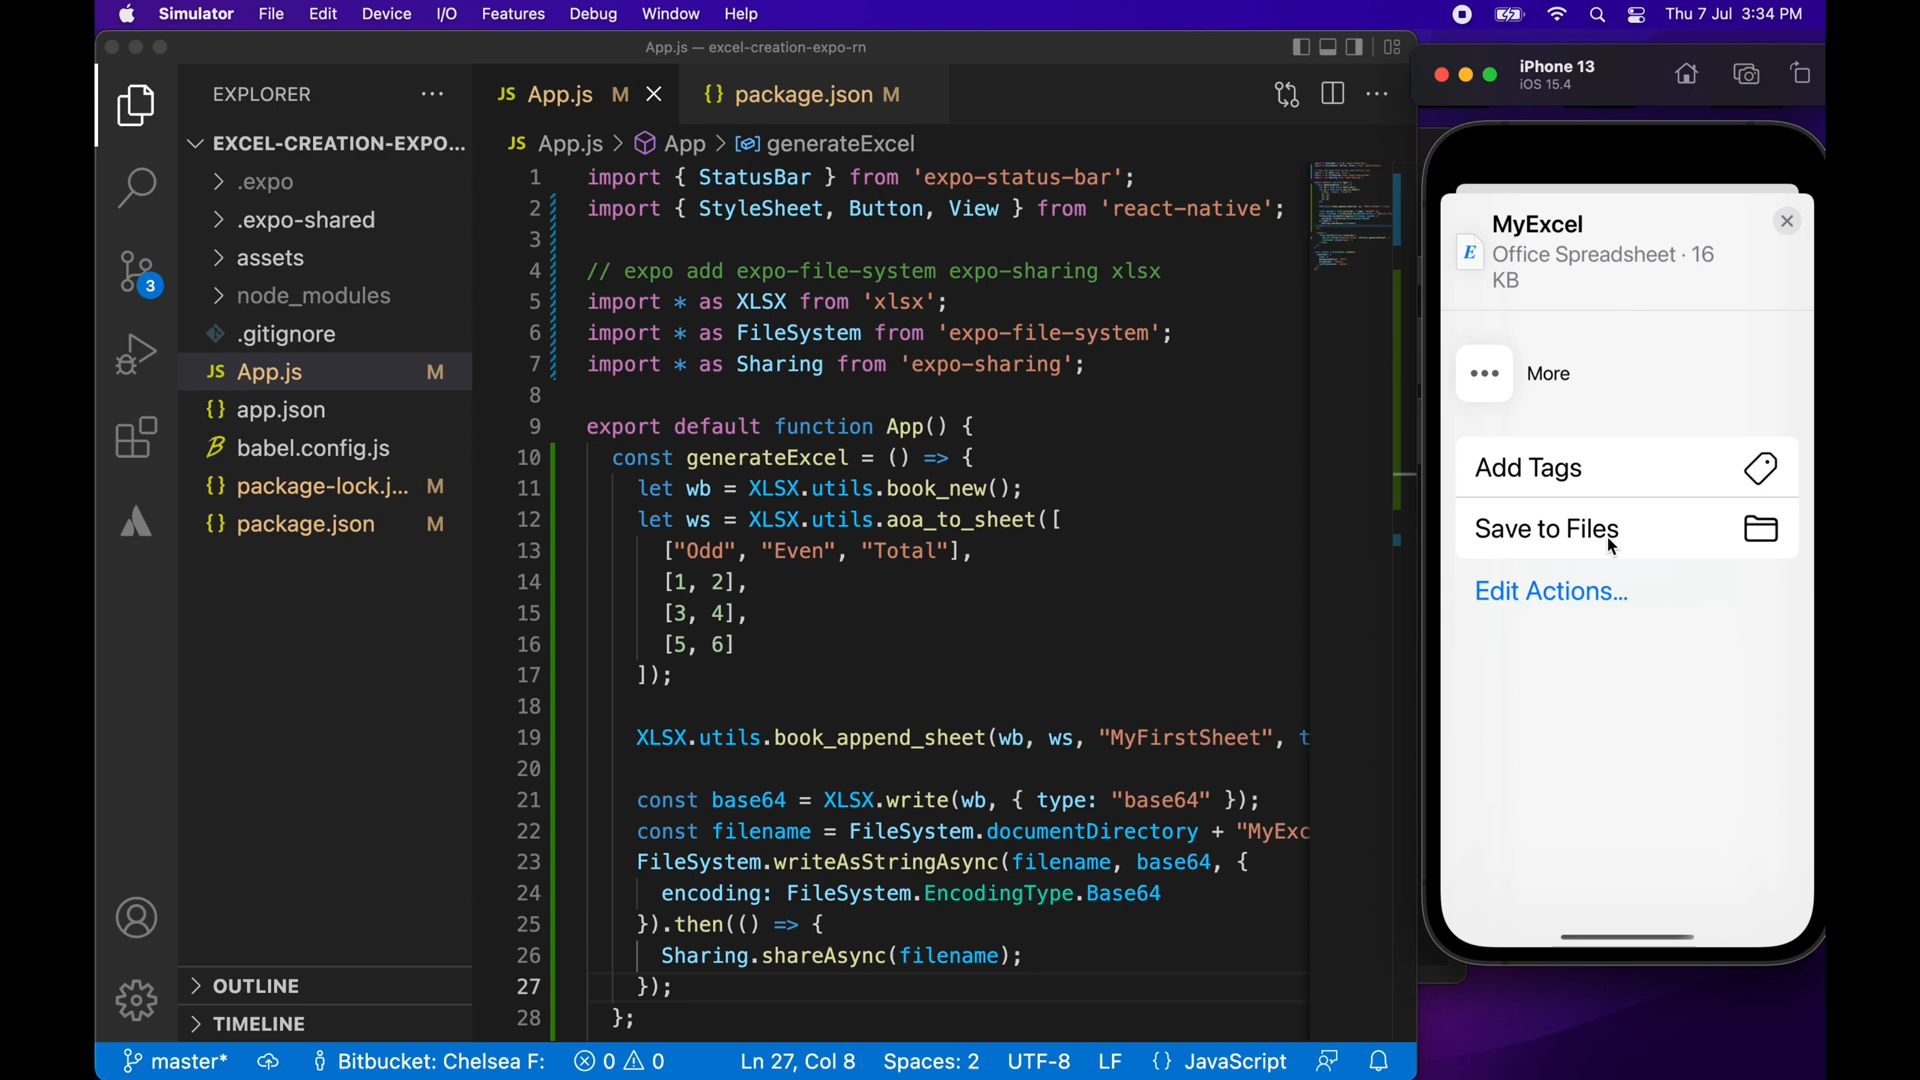 Simulator File Edit Device I/O Features Debug Window Help Thu 7 Jul 3:34 PM
App.js — excel-creation-expo-rn
EXPLORER ···
EXCEL-CREATION-EXPO...
.expo
.expo-shared
assets
node_modules
.gitignore
JS App.js M
{} app.json
babel.config.js
{} package-lock.j... M
{} package.json M
OUTLINE
TIMELINE
3
JS App.js M
{} package.json M
JS App.js > App > generateExcel
1 import { StatusBar } from 'expo-status-bar';
2 import { StyleSheet, Button, View } from 'react-native';
3
4 // expo add expo-file-system expo-sharing xlsx
5 import * as XLSX from 'xlsx';
6 import * as FileSystem from 'expo-file-system';
7 import * as Sharing from 'expo-sharing';
8
9 export default function App() {
10 const generateExcel = () => {
11 let wb = XLSX.utils.book_new();
12 let ws = XLSX.utils.aoa_to_sheet([
13 ["Odd", "Even", "Total"],
14 [1, 2],
15 [3, 4],
16 [5, 6]
17 ]);
18
19 XLSX.utils.book_append_sheet(wb, ws, "MyFirstSheet", t
20
21 const base64 = XLSX.write(wb, { type: "base64" });
22 const filename = FileSystem.documentDirectory + "MyExc
23 FileSystem.writeAsStringAsync(filename, base64, {
24 encoding: FileSystem.EncodingType.Base64
25 }).then(() => {
26 Sharing.shareAsync(filename);
27 });
28 };
master* Bitbucket: Chelsea F: 0 0 Ln 27, Col 8 Spaces: 2 UTF-8 LF {} JavaScript
iPhone 13
iOS 15.4
MyExcel
E
Office Spreadsheet · 16
KB
More
Add Tags
Save to Files
Edit Actions...